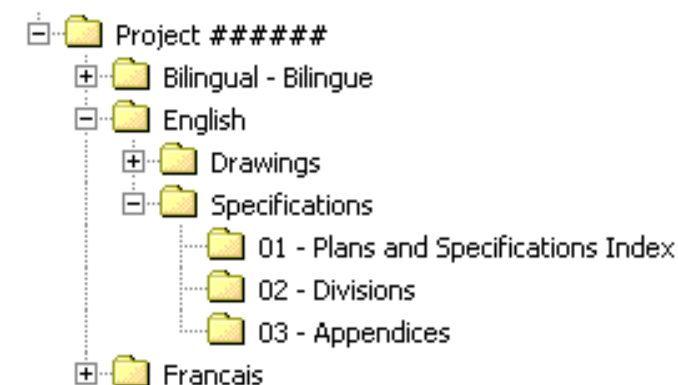 Project ######
Bilingual - Bilingue
English
Drawings
Specifications
01 - Plans and Specifications Index
02 - Divisions
03 - Appendices
Francais